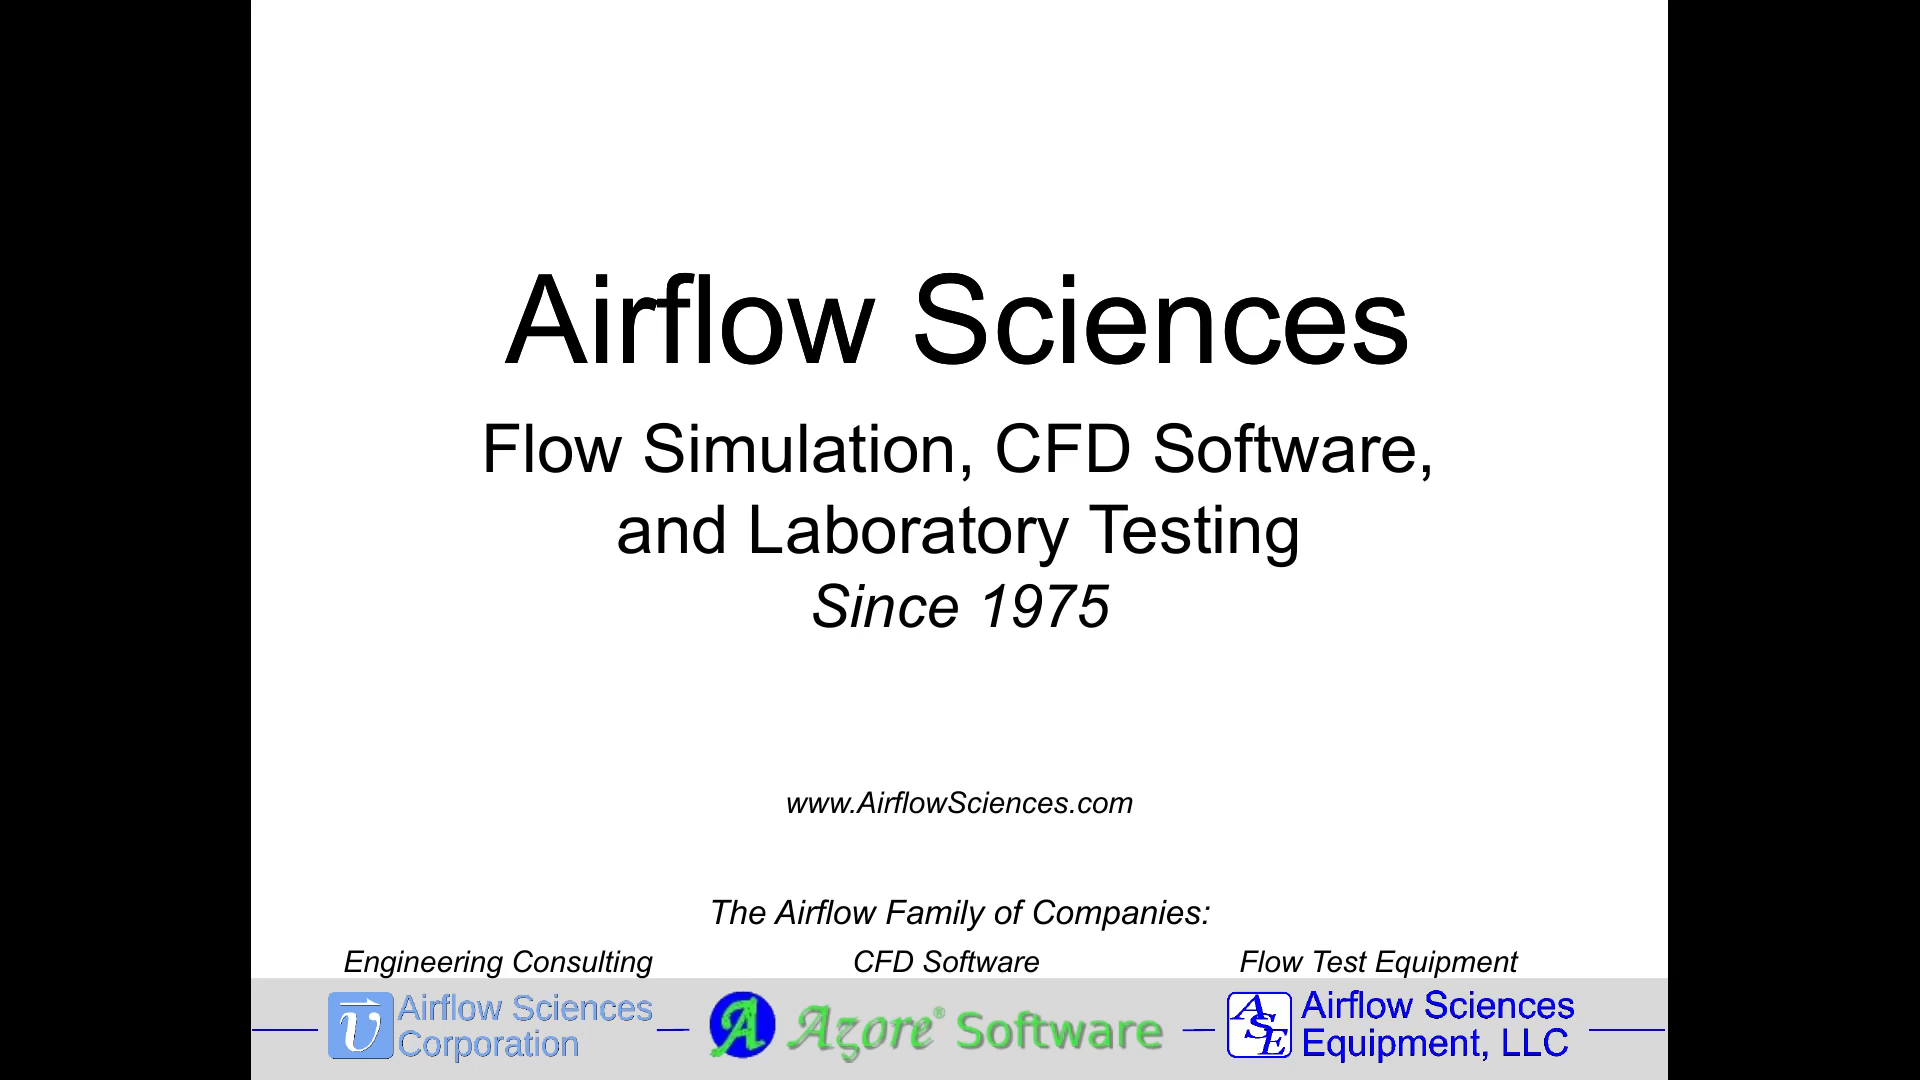 Airflow Sciences
Flow Simulation, CFD Software,
and Laboratory Testing
Since 1975
www.AirflowSciences.com
The Airflow Family of Companies:
Engineering Consulting
CFD Software
Flow Test Equipment
υ Airflow Sciences
Corporation
A Azore® Software
ASE Airflow Sciences
Equipment, LLC